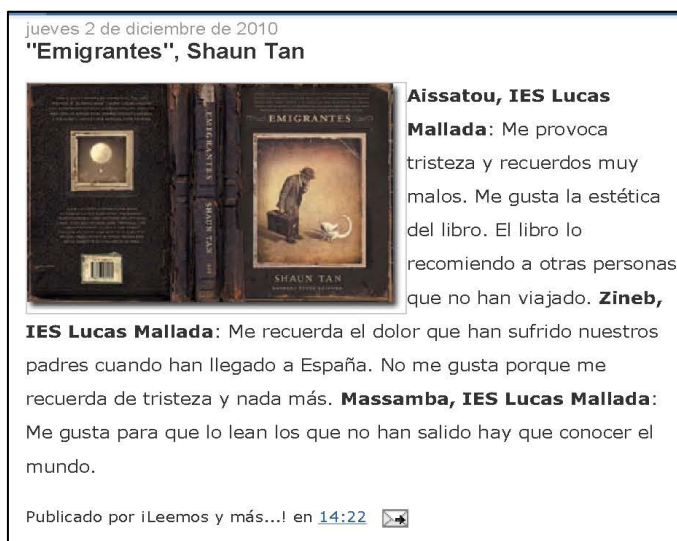 jueves 2 de diciembre de 2010
"Emigrantes", Shaun Tan
EMIGRANTES
SHAUN TAN
EMIGRANTES
SHAUN TAN
Aissatou, IES Lucas
Mallada: Me provoca
tristeza y recuerdos muy
malos. Me gusta la estética
del libro. El libro lo
recomiendo a otras personas
que no han viajado. Zineb,
IES Lucas Mallada: Me recuerda el dolor que han sufrido nuestros
padres cuando han llegado a España. No me gusta porque me
recuerda de tristeza y nada más. Massamba, IES Lucas Mallada:
Me gusta para que lo lean los que no han salido hay que conocer el
mundo.
Publicado por ¡Leemos y más...! en 14:22